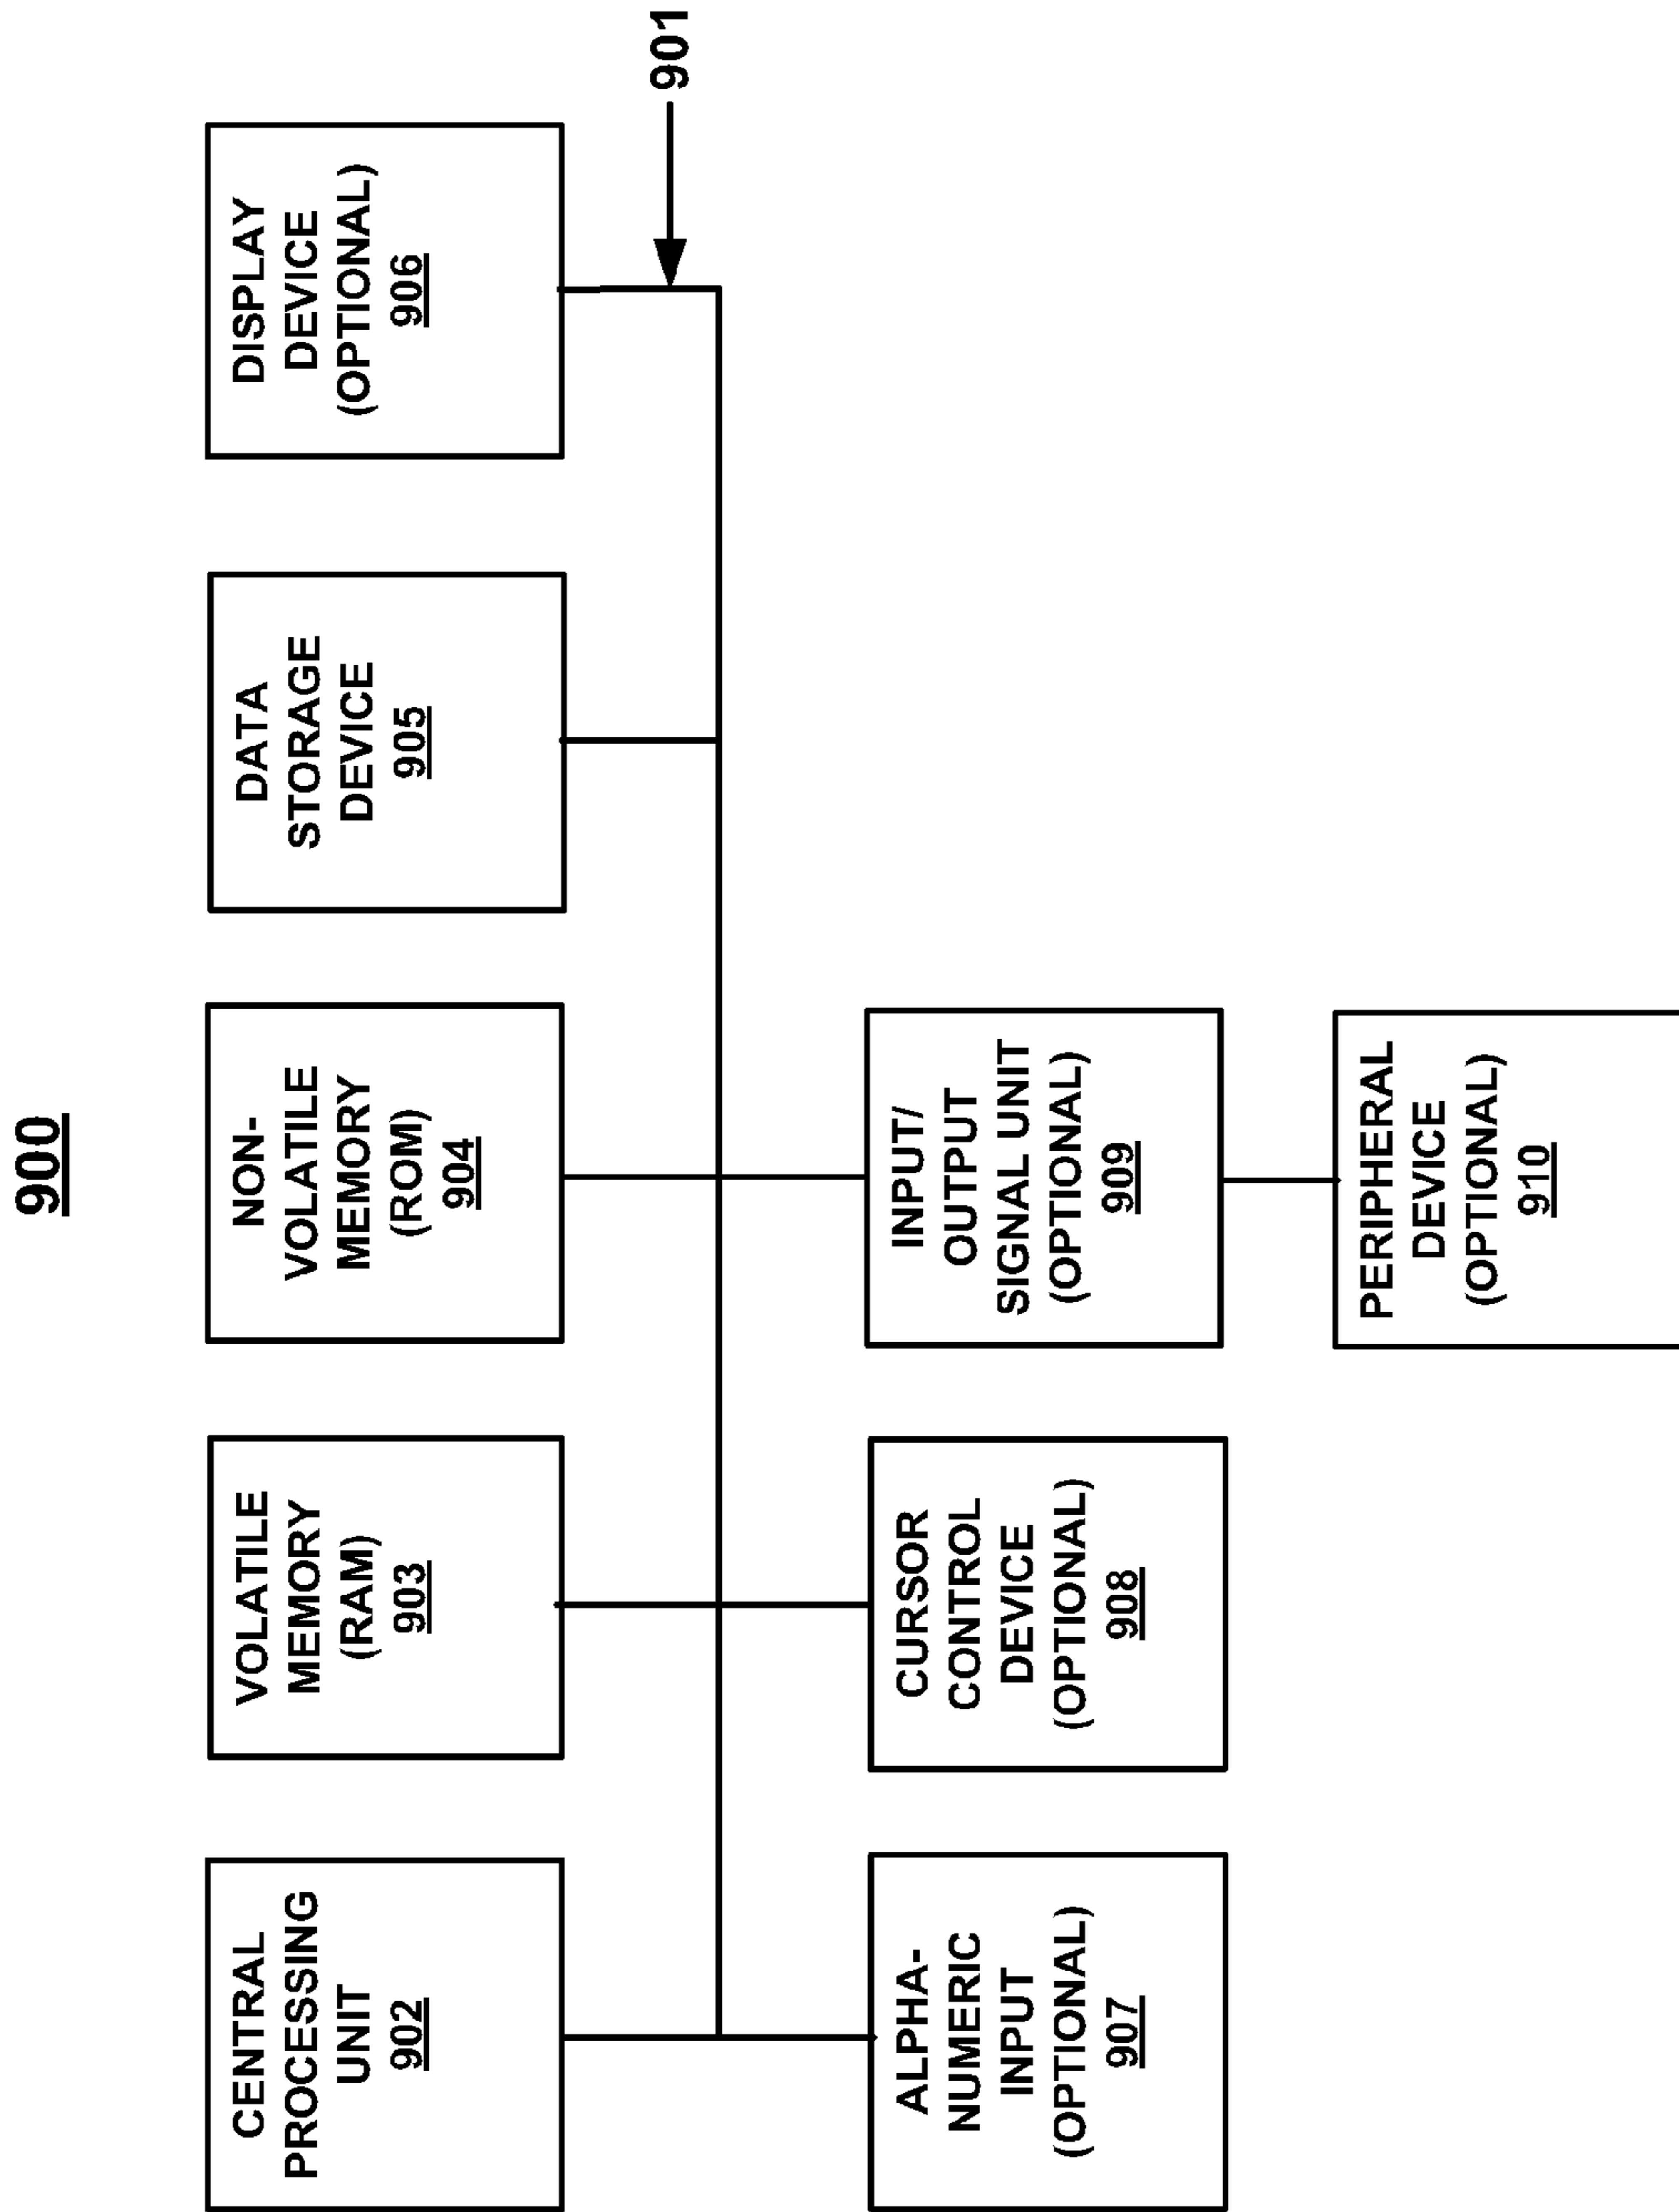 900
CENTRAL
PROCESSING
UNIT
902
VOLATILE
MEMORY
(RAM)
903
NON-
VOLATILE
MEMORY
(ROM)
904
DATA
STORAGE
DEVICE
905
DISPLAY
DEVICE
(OPTIONAL)
906
901
ALPHA-
NUMERIC
INPUT
(OPTIONAL)
907
CURSOR
CONTROL
DEVICE
(OPTIONAL)
908
INPUT/
OUTPUT
SIGNAL UNIT
(OPTIONAL)
909
PERIPHERAL
DEVICE
(OPTIONAL)
910